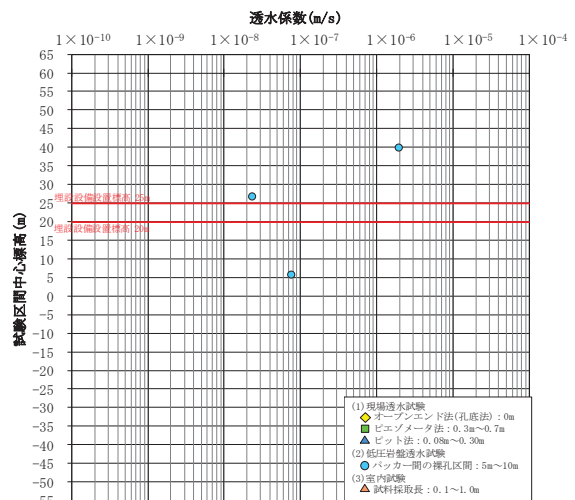 透水係数(m/s)
1×10-10 1×10-9 1×10-8 1×10-7 1×10-6 1×10-5 1×10-4
試験区間中心標高(m)
65
60
55
50
45
40
35
30
25
20
15
10
5
0
-5
-10
-15
-20
-25
-30
-35
-40
-45
-50
-55
埋設設備設置標高 25m
埋設設備設置標高 20m
(1)現場透水試験
オープンエンド法(孔底法)：0m
ピエゾメータ法：0.3m～0.7m
ピット法：0.08m～0.30m
(2)低圧岩盤透水試験
パッカー間の裸孔区間：5m～10m
(3)室内試験
試料採取長：0.1～1.0m